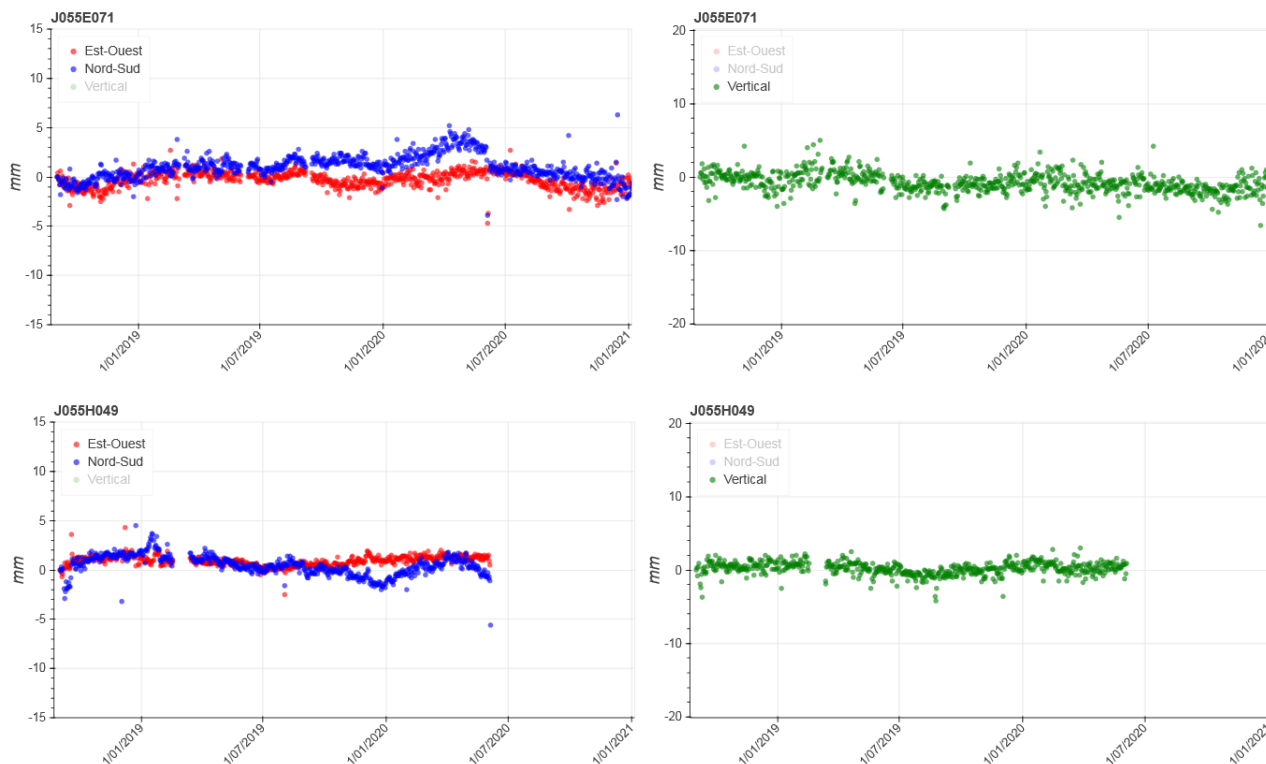 J055E071
15
10
5
0
-5
-10
-15
mm
Est-Ouest
Nord-Sud
Vertical
1/01/2019
1/07/2019
1/01/2020
1/07/2020
1/01/2021
J055E071
20
10
0
-10
-20
mm
Est-Ouest
Nord-Sud
Vertical
1/01/2019
1/07/2019
1/01/2020
1/07/2020
1/01/202
J055H049
15
10
5
0
-5
-10
-15
mm
Est-Ouest
Nord-Sud
Vertical
1/01/2019
1/07/2019
1/01/2020
1/07/2020
1/01/2021
J055H049
20
10
0
-10
-20
mm
Est-Ouest
Nord-Sud
Vertical
1/01/2019
1/07/2019
1/01/2020
1/07/2020
1/01/2021